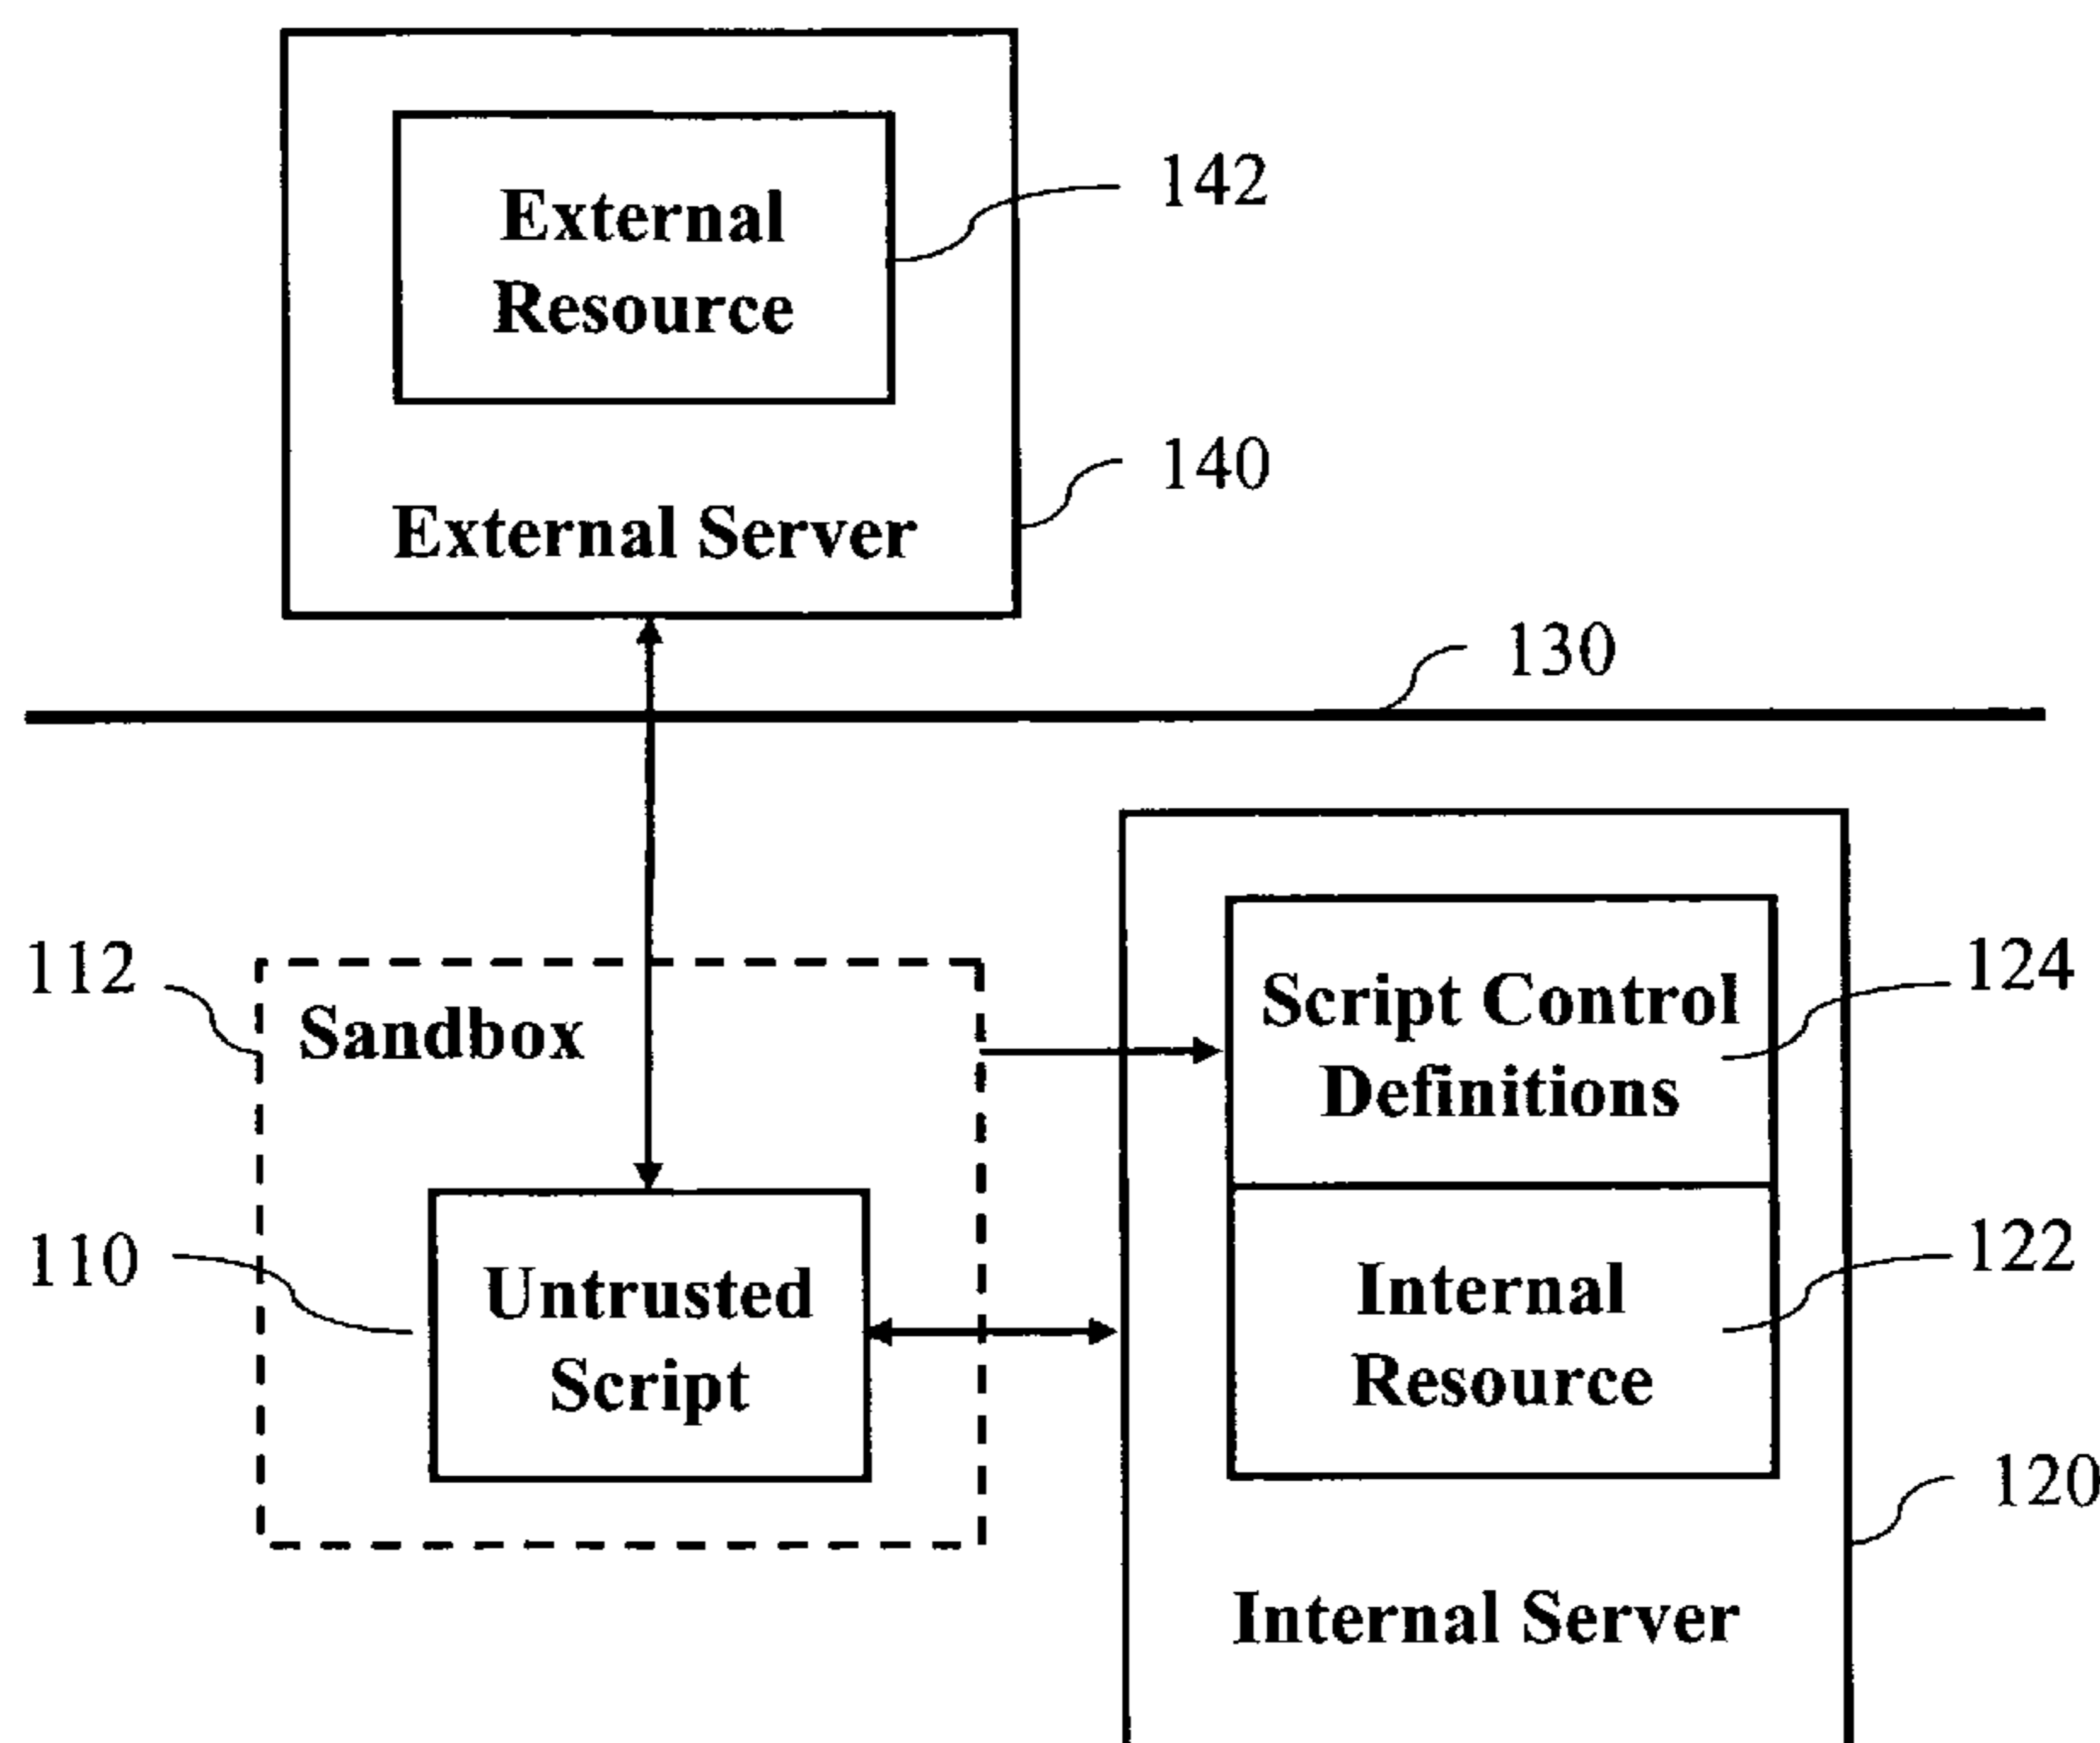 External
Resource
142
External Server
140
130
112
Sandbox
Script Control
Definitions
124
110
Untrusted
Script
Internal
Resource
122
120
Internal Server